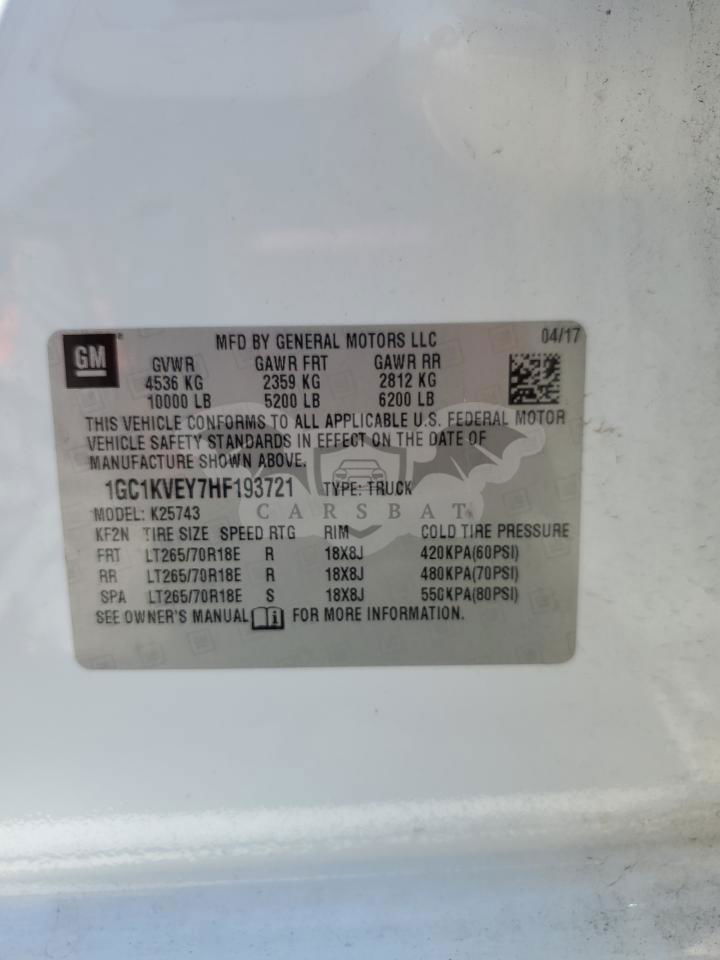 GM
MFD BY GENERAL MOTORS LLC 04/17
GVWR GAWR FRT GAWR RR
4536 KG 2359 KG 2812 KG
10000 LB 5200 LB 6200 LB
THIS VEHICLE CONFORMS TO ALL APPLICABLE U.S. FEDERAL MOTOR
VEHICLE SAFETY STANDARDS IN EFFECT ON THE DATE OF
MANUFACTURE SHOWN ABOVE.
1GC1KVEY7HF193721 TYPE: TRUCK
CARSBAT
MODEL: K25743
KF2N TIRE SIZE SPEED RTG RIM COLD TIRE PRESSURE
FRT LT265/70R18E R 18X8J 420KPA(60PSI)
RR LT265/70R18E R 18X8J 480KPA(70PSI)
SPA LT265/70R18E S 18X8J 550KPA(80PSI)
SEE OWNER'S MANUAL i FOR MORE INFORMATION.